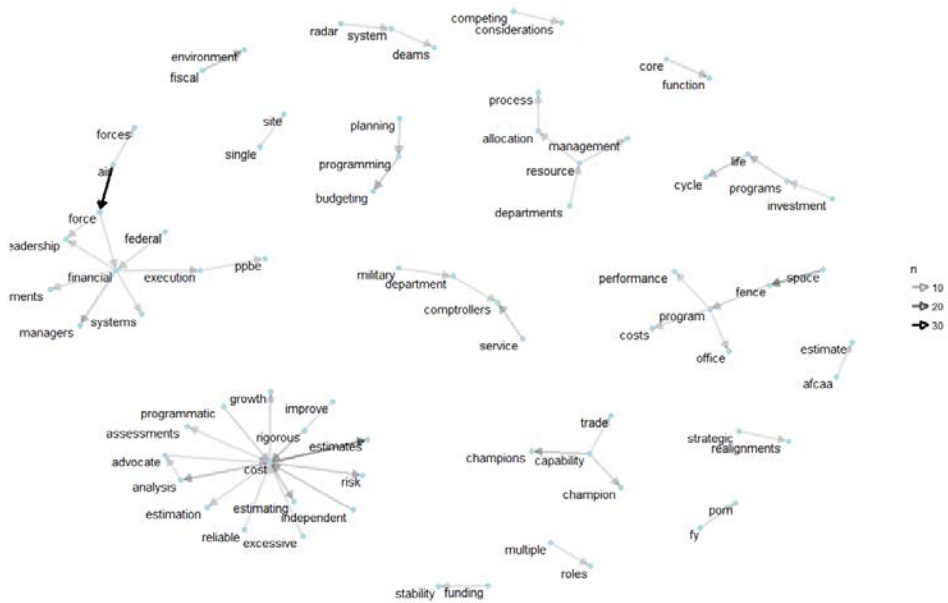 competing
considerations
radar
system
deams
environment
fiscal
core
function
process
allocation
management
resource
departments
site
single
planning
programming
budgeting
forces
air
force
eadership
federal
financial
execution
ppbe
ments
managers
systems
life
cycle
programs
investment
military
department
comptrollers
service
performance
space
fence
program
costs
office
n
10
20
30
estimate
afcaa
growth
improve
programmatic
assessments
rigorous
estimates
advocate
cost
analysis
risk
estimation
estimating
independent
reliable
excessive
trade
champions
capability
champion
strategic
realignments
pom
fy
multiple
roles
stability
funding